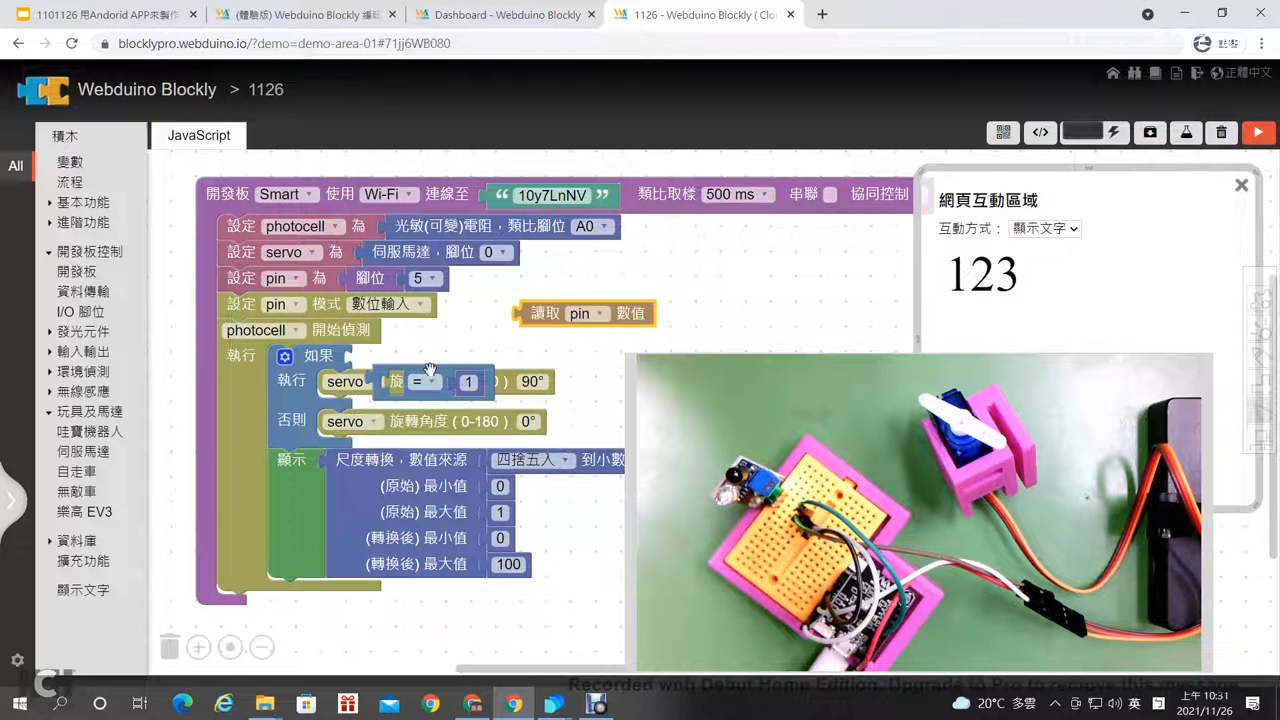 1101126 用Andorid APP來製作
(體驗版) Webduino Blockly 編輯
Dashboard - Webduino Blockly
1126 - Webduino Blockly ( Clou
blocklypro.webduino.io/?demo=demo-area-01#71jj6WB080
Webduino Blockly > 1126
正體中文
積木
JavaScript
All
變數
流程
基本功能
進階功能
開發板控制
開發板
資料傳輸
I/O 腳位
發光元件
輸入輸出
環境偵測
無線感應
玩具及馬達
哇寶機器人
伺服馬達
自走車
無敵車
樂高 EV3
資料庫
擴充功能
顯示文字
開發板 Smart 使用 Wi-Fi 連線至 “ 10y7LnNV ” 類比取樣 500 ms 串聯 協同控制
設定 photocell 為 光敏(可變)電阻，類比腳位 A0
設定 servo 為 伺服馬達，腳位 0
設定 pin 為 腳位 5
設定 pin 模式 數位輸入
讀取 pin 數值
photocell 開始偵測
執行 如果
執行 servo 旋 = 1 ) 90°
否則 servo 旋轉角度 ( 0-180 ) 0°
顯示 尺度轉換，數值來源 四捨五入 到小數
(原始) 最小值 0
(原始) 最大值 1
(轉換後) 最小值 0
(轉換後) 最大值 100
網頁互動區域
互動方式： 顯示文字
123
Recorded with Debut Home Edition. Upgrade to Pro to remove this message
20°C 多雲
上午 10:31
2021/11/26